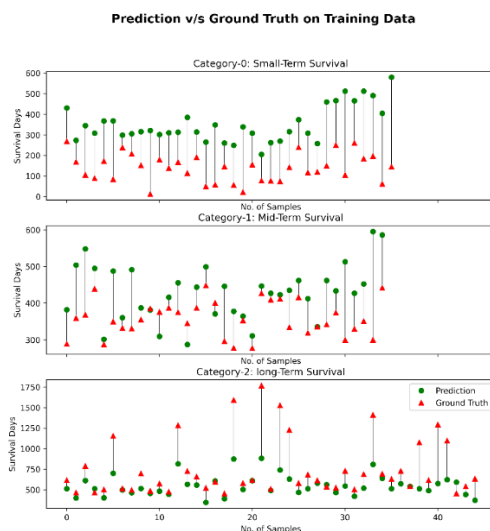 Prediction v/s Ground Truth on Training Data
Category-0: Small-Term Survival
600
500
400
300
200
100
0
Survival Days
No. of Samples
Category-1: Mid-Term Survival
600
500
400
300
Survival Days
No. of Samples
Category-2: long-Term Survival
1750
1500
1250
1000
750
500
Survival Days
Prediction
Ground Truth
0 10 20 30 40
No. of Samples